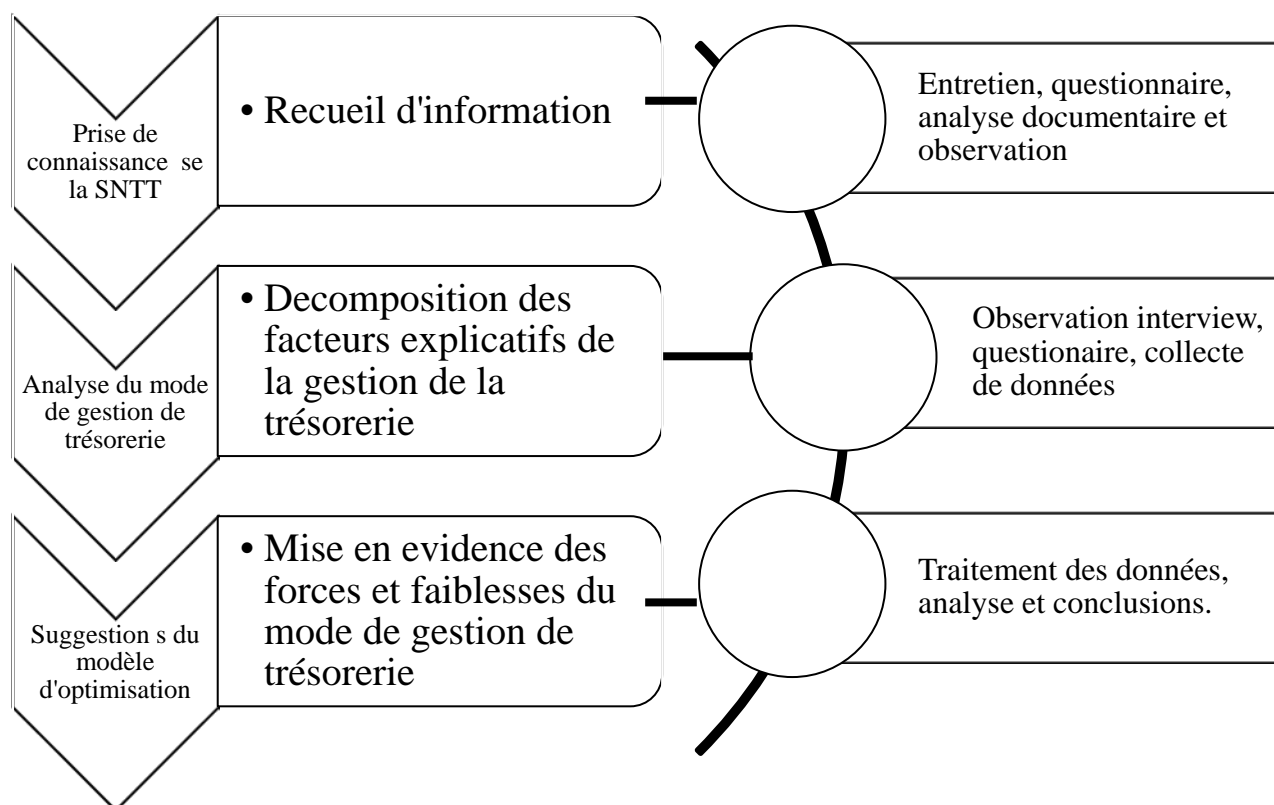 Prise de
connaissance se
la SNTT
• Recueil d'information
Entretien, questionnaire,
analyse documentaire et
observation
Analyse du mode
de gestion de
trésorerie
• Decomposition des
facteurs explicatifs de
la gestion de la
trésorerie
Observation interview,
questionaire, collecte
de données
Suggestion s du
modèle
d'optimisation
• Mise en evidence des
forces et faiblesses du
mode de gestion de
trésorerie
Traitement des données,
analyse et conclusions.